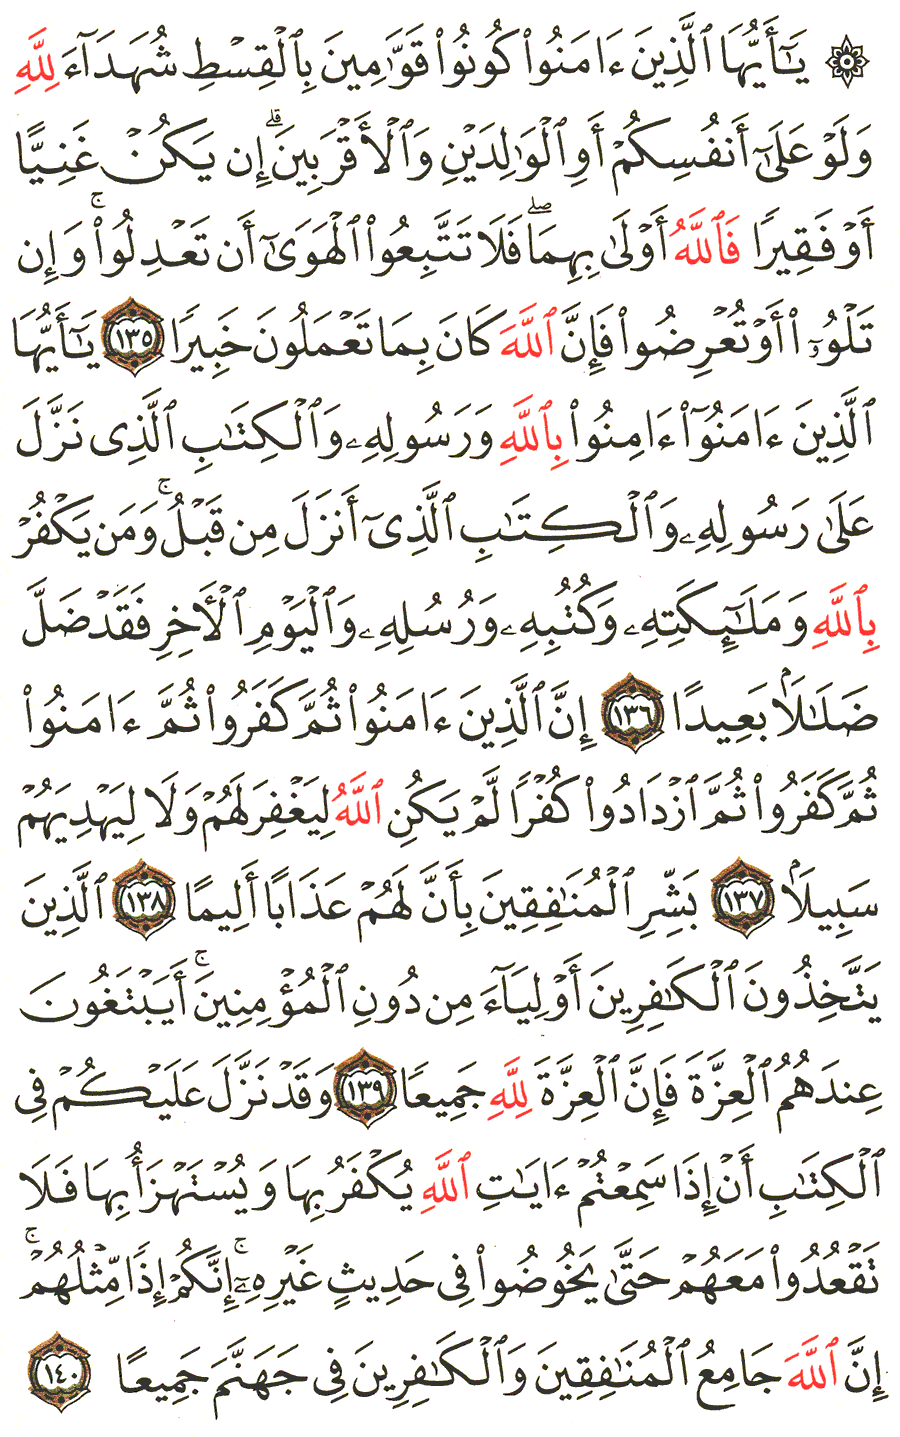 ۞ يَـٰٓأَيُّهَا ٱلَّذِينَ ءَامَنُوا۟ كُونُوا۟ قَوَّٰمِينَ بِٱلْقِسْطِ شُهَدَآءَ لِلَّهِ
وَلَوْ عَلَىٰٓ أَنفُسِكُمْ أَوِ ٱلْوَٰلِدَيْنِ وَٱلْأَقْرَبِينَ ۗ إِن يَكُنْ غَنِيًّا
أَوْ فَقِيرًا فَٱللَّهُ أَوْلَىٰ بِهِمَا ۖ فَلَا تَتَّبِعُوا۟ ٱلْهَوَىٰٓ أَن تَعْدِلُوا۟ ۚ وَإِن
تَلْوُۥٓا۟ أَوْ تُعْرِضُوا۟ فَإِنَّ ٱللَّهَ كَانَ بِمَا تَعْمَلُونَ خَبِيرًا ١٣٥ يَـٰٓأَيُّهَا
ٱلَّذِينَ ءَامَنُوٓا۟ ءَامِنُوا۟ بِٱللَّهِ وَرَسُولِهِۦ وَٱلْكِتَـٰبِ ٱلَّذِى نَزَّلَ
عَلَىٰ رَسُولِهِۦ وَٱلْكِتَـٰبِ ٱلَّذِىٓ أَنزَلَ مِن قَبْلُ ۚ وَمَن يَكْفُرْ
بِٱللَّهِ وَمَلَـٰٓئِكَتِهِۦ وَكُتُبِهِۦ وَرُسُلِهِۦ وَٱلْيَوْمِ ٱلْـَٔاخِرِ فَقَدْ ضَلَّ
ضَلَـٰلًۢا بَعِيدًا ١٣٦ إِنَّ ٱلَّذِينَ ءَامَنُوا۟ ثُمَّ كَفَرُوا۟ ثُمَّ ءَامَنُوا۟
ثُمَّ كَفَرُوا۟ ثُمَّ ٱزْدَادُوا۟ كُفْرًا لَّمْ يَكُنِ ٱللَّهُ لِيَغْفِرَ لَهُمْ وَلَا لِيَهْدِيَهُمْ
سَبِيلًۢا ١٣٧ بَشِّرِ ٱلْمُنَـٰفِقِينَ بِأَنَّ لَهُمْ عَذَابًا أَلِيمًا ١٣٨ ٱلَّذِينَ
يَتَّخِذُونَ ٱلْكَـٰفِرِينَ أَوْلِيَآءَ مِن دُونِ ٱلْمُؤْمِنِينَ ۚ أَيَبْتَغُونَ
عِندَهُمُ ٱلْعِزَّةَ فَإِنَّ ٱلْعِزَّةَ لِلَّهِ جَمِيعًا ١٣٩ وَقَدْ نَزَّلَ عَلَيْكُمْ فِى
ٱلْكِتَـٰبِ أَنْ إِذَا سَمِعْتُمْ ءَايَـٰتِ ٱللَّهِ يُكْفَرُ بِهَا وَيُسْتَهْزَأُ بِهَا فَلَا
تَقْعُدُوا۟ مَعَهُمْ حَتَّىٰ يَخُوضُوا۟ فِى حَدِيثٍ غَيْرِهِۦٓ ۚ إِنَّكُمْ إِذًا مِّثْلُهُمْ ۗ
إِنَّ ٱللَّهَ جَامِعُ ٱلْمُنَـٰفِقِينَ وَٱلْكَـٰفِرِينَ فِى جَهَنَّمَ جَمِيعًا ١٤٠